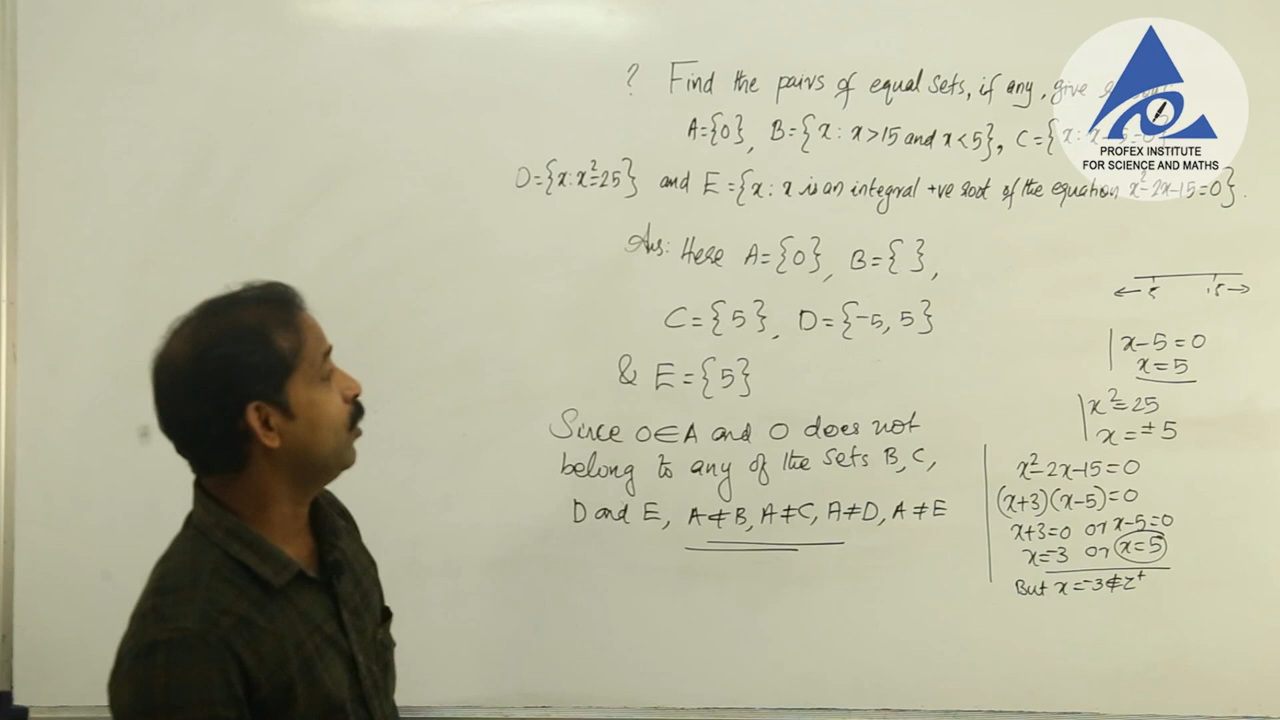 ? Find the pairs of equal sets, if any, give
A={0}, B={x: x>15 and x<5}, C={x: x-5=0}
D={x:x²=25} and E={x: x is an integral +ve root of the equation x²-2x-15=0}.
Ans: Here A={0}, B={ },
C={5}, D={-5, 5}
& E={5}
Since 0∈A and 0 does not
belong to any of the sets B, C,
D and E, A≠B, A≠C, A≠D, A≠E
5 15
x-5=0
x=5
x²=25
x=±5
x²-2x-15=0
(x+3)(x-5)=0
x+3=0 or x-5=0
x=-3 or x=5
But x=-3∉Z⁺
PROFEX INSTITUTE
FOR SCIENCE AND MATHS